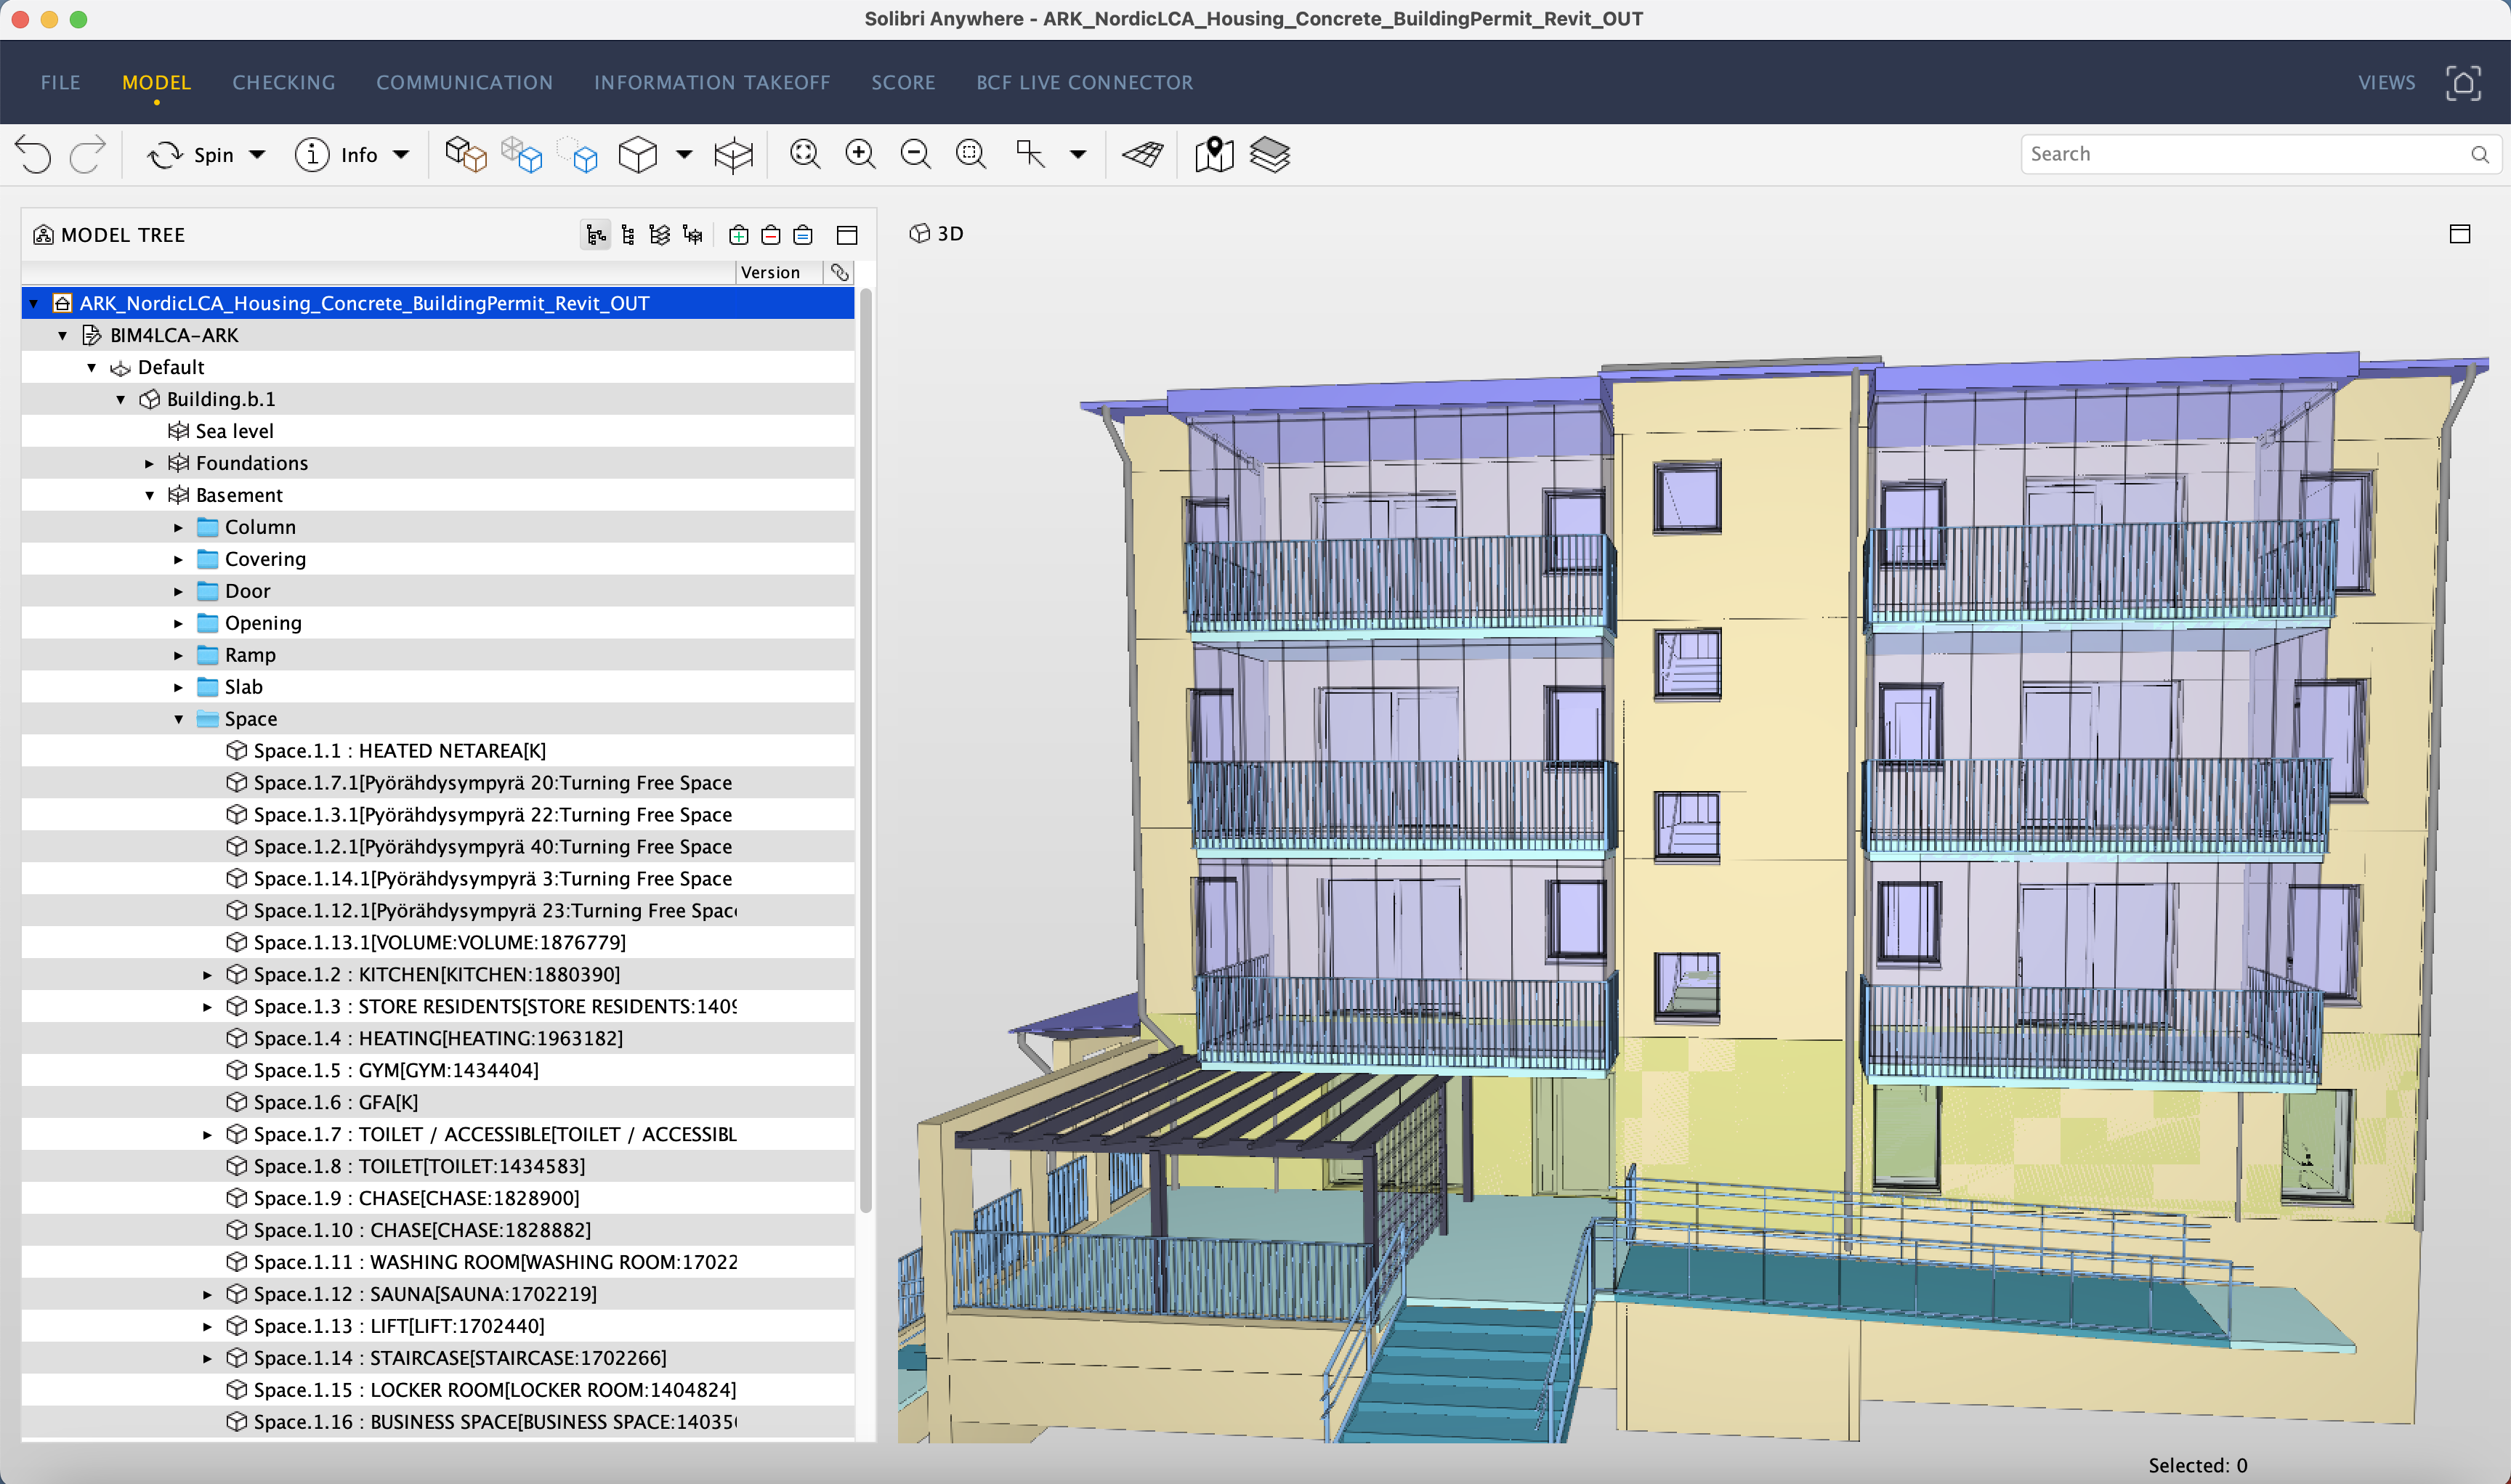 Solibri Anywhere - ARK_NordicLCA_Housing_Concrete_BuildingPermit_Revit_OUT
FILE MODEL CHECKING COMMUNICATION INFORMATION TAKEOFF SCORE BCF LIVE CONNECTOR VIEWS
Spin Info Search
MODEL TREE
3D
Version
ARK_NordicLCA_Housing_Concrete_BuildingPermit_Revit_OUT
BIM4LCA-ARK
Default
Building.b.1
Sea level
Foundations
Basement
Column
Covering
Door
Opening
Ramp
Slab
Space
Space.1.1 : HEATED NETAREA[K]
Space.1.7.1[Pyörähdysympyrä 20:Turning Free Space
Space.1.3.1[Pyörähdysympyrä 22:Turning Free Space
Space.1.2.1[Pyörähdysympyrä 40:Turning Free Space
Space.1.14.1[Pyörähdysympyrä 3:Turning Free Space
Space.1.12.1[Pyörähdysympyrä 23:Turning Free Spac
Space.1.13.1[VOLUME:VOLUME:1876779]
Space.1.2 : KITCHEN[KITCHEN:1880390]
Space.1.3 : STORE RESIDENTS[STORE RESIDENTS:1409
Space.1.4 : HEATING[HEATING:1963182]
Space.1.5 : GYM[GYM:1434404]
Space.1.6 : GFA[K]
Space.1.7 : TOILET / ACCESSIBLE[TOILET / ACCESSIBL
Space.1.8 : TOILET[TOILET:1434583]
Space.1.9 : CHASE[CHASE:1828900]
Space.1.10 : CHASE[CHASE:1828882]
Space.1.11 : WASHING ROOM[WASHING ROOM:17022
Space.1.12 : SAUNA[SAUNA:1702219]
Space.1.13 : LIFT[LIFT:1702440]
Space.1.14 : STAIRCASE[STAIRCASE:1702266]
Space.1.15 : LOCKER ROOM[LOCKER ROOM:1404824]
Space.1.16 : BUSINESS SPACE[BUSINESS SPACE:14035
Selected: 0